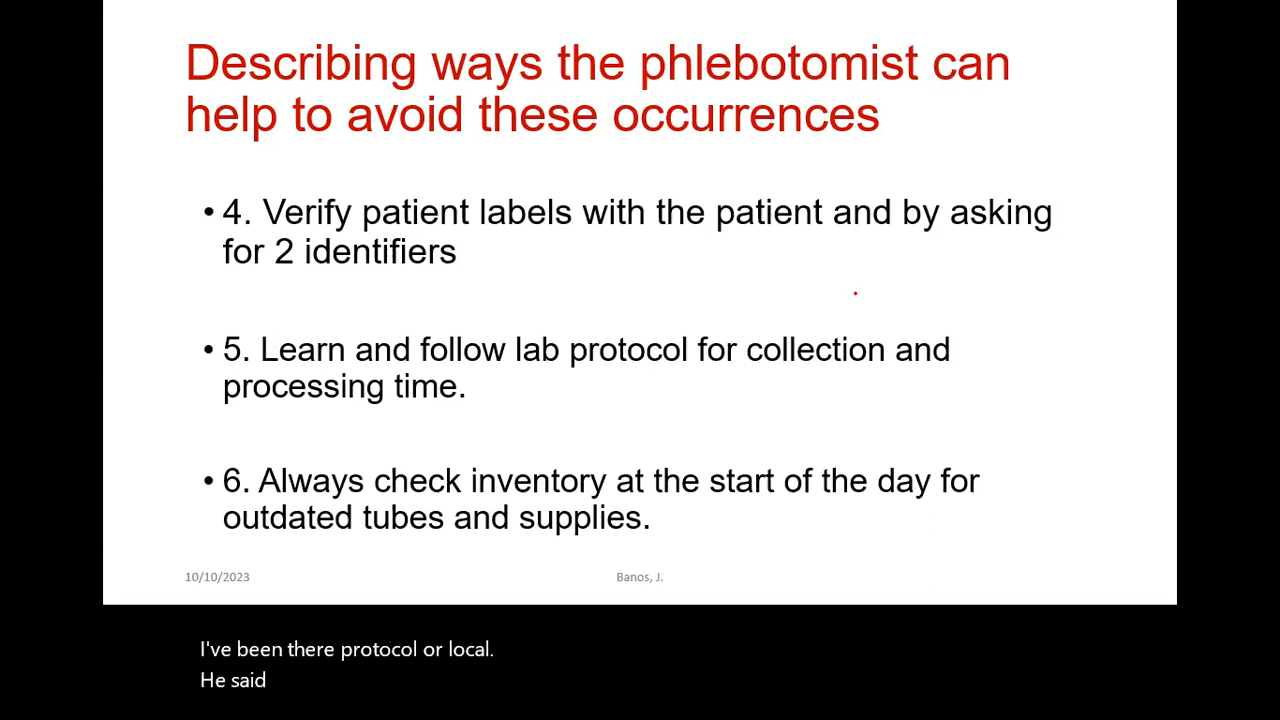 Describing ways the phlebotomist can
help to avoid these occurrences
• 4. Verify patient labels with the patient and by asking
for 2 identifiers
• 5. Learn and follow lab protocol for collection and
processing time.
• 6. Always check inventory at the start of the day for
outdated tubes and supplies.
10/10/2023
Banos, J.
I've been there protocol or local.
He said